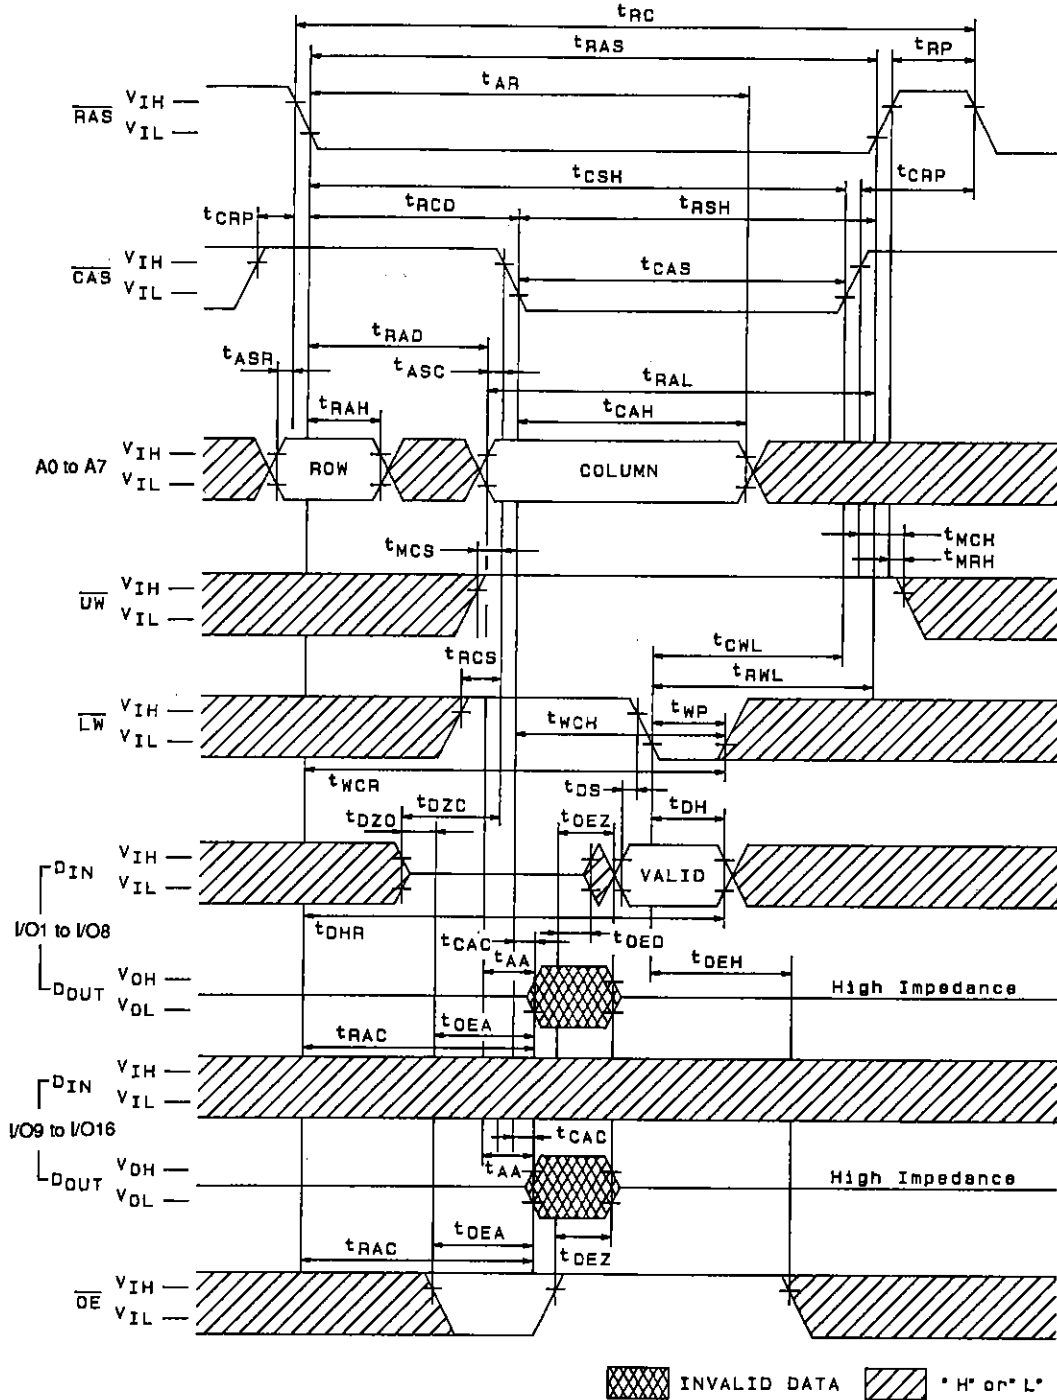 tRC
tRAS
tRP
tAR
RAS
VIH
VIL
tCSH
tCRP
tCRP
tRCD
tRSH
CAS
VIH
VIL
tCAS
tRAD
tASR
tASC
tRAL
tRAH
tCAH
A0 to A7
VIH
VIL
ROW
COLUMN
tMCS
tMCH
tMRH
UW
VIH
VIL
tCWL
tRCS
tRWL
LW
VIH
VIL
tWCH
tWP
tWCR
tDZC
tDS
tDZO
tOEZ
tDH
DIN
VIH
VIL
VALID
I/O1 to I/O8
tDHR
tCAC
tOED
tAA
tOEH
DOUT
VOH
VOL
High Impedance
tOEA
tRAC
DIN
VIH
VIL
I/O9 to I/O16
tCAC
tAA
DOUT
VOH
VOL
High Impedance
tOEA
tRAC
tOEZ
OE
VIH
VIL
INVALID DATA
"H" or "L"